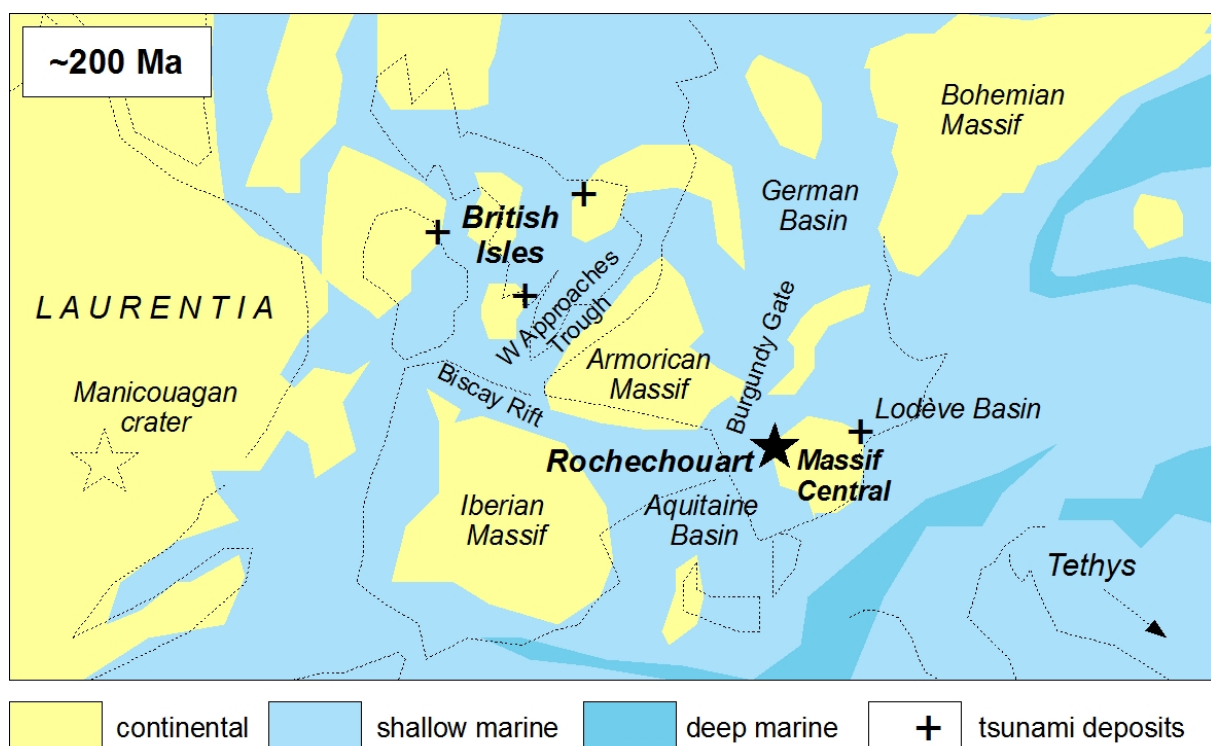 ~200 Ma
Bohemian
Massif
German
Basin
British
Isles
LAURENTIA
W Approaches
Trough
Burgundy Gate
Armorican
Massif
Biscay Rift
Manicouagan
crater
Lodève Basin
Rochechouart
Massif
Central
Iberian
Massif
Aquitaine
Basin
Tethys
continental
shallow marine
deep marine
tsunami deposits